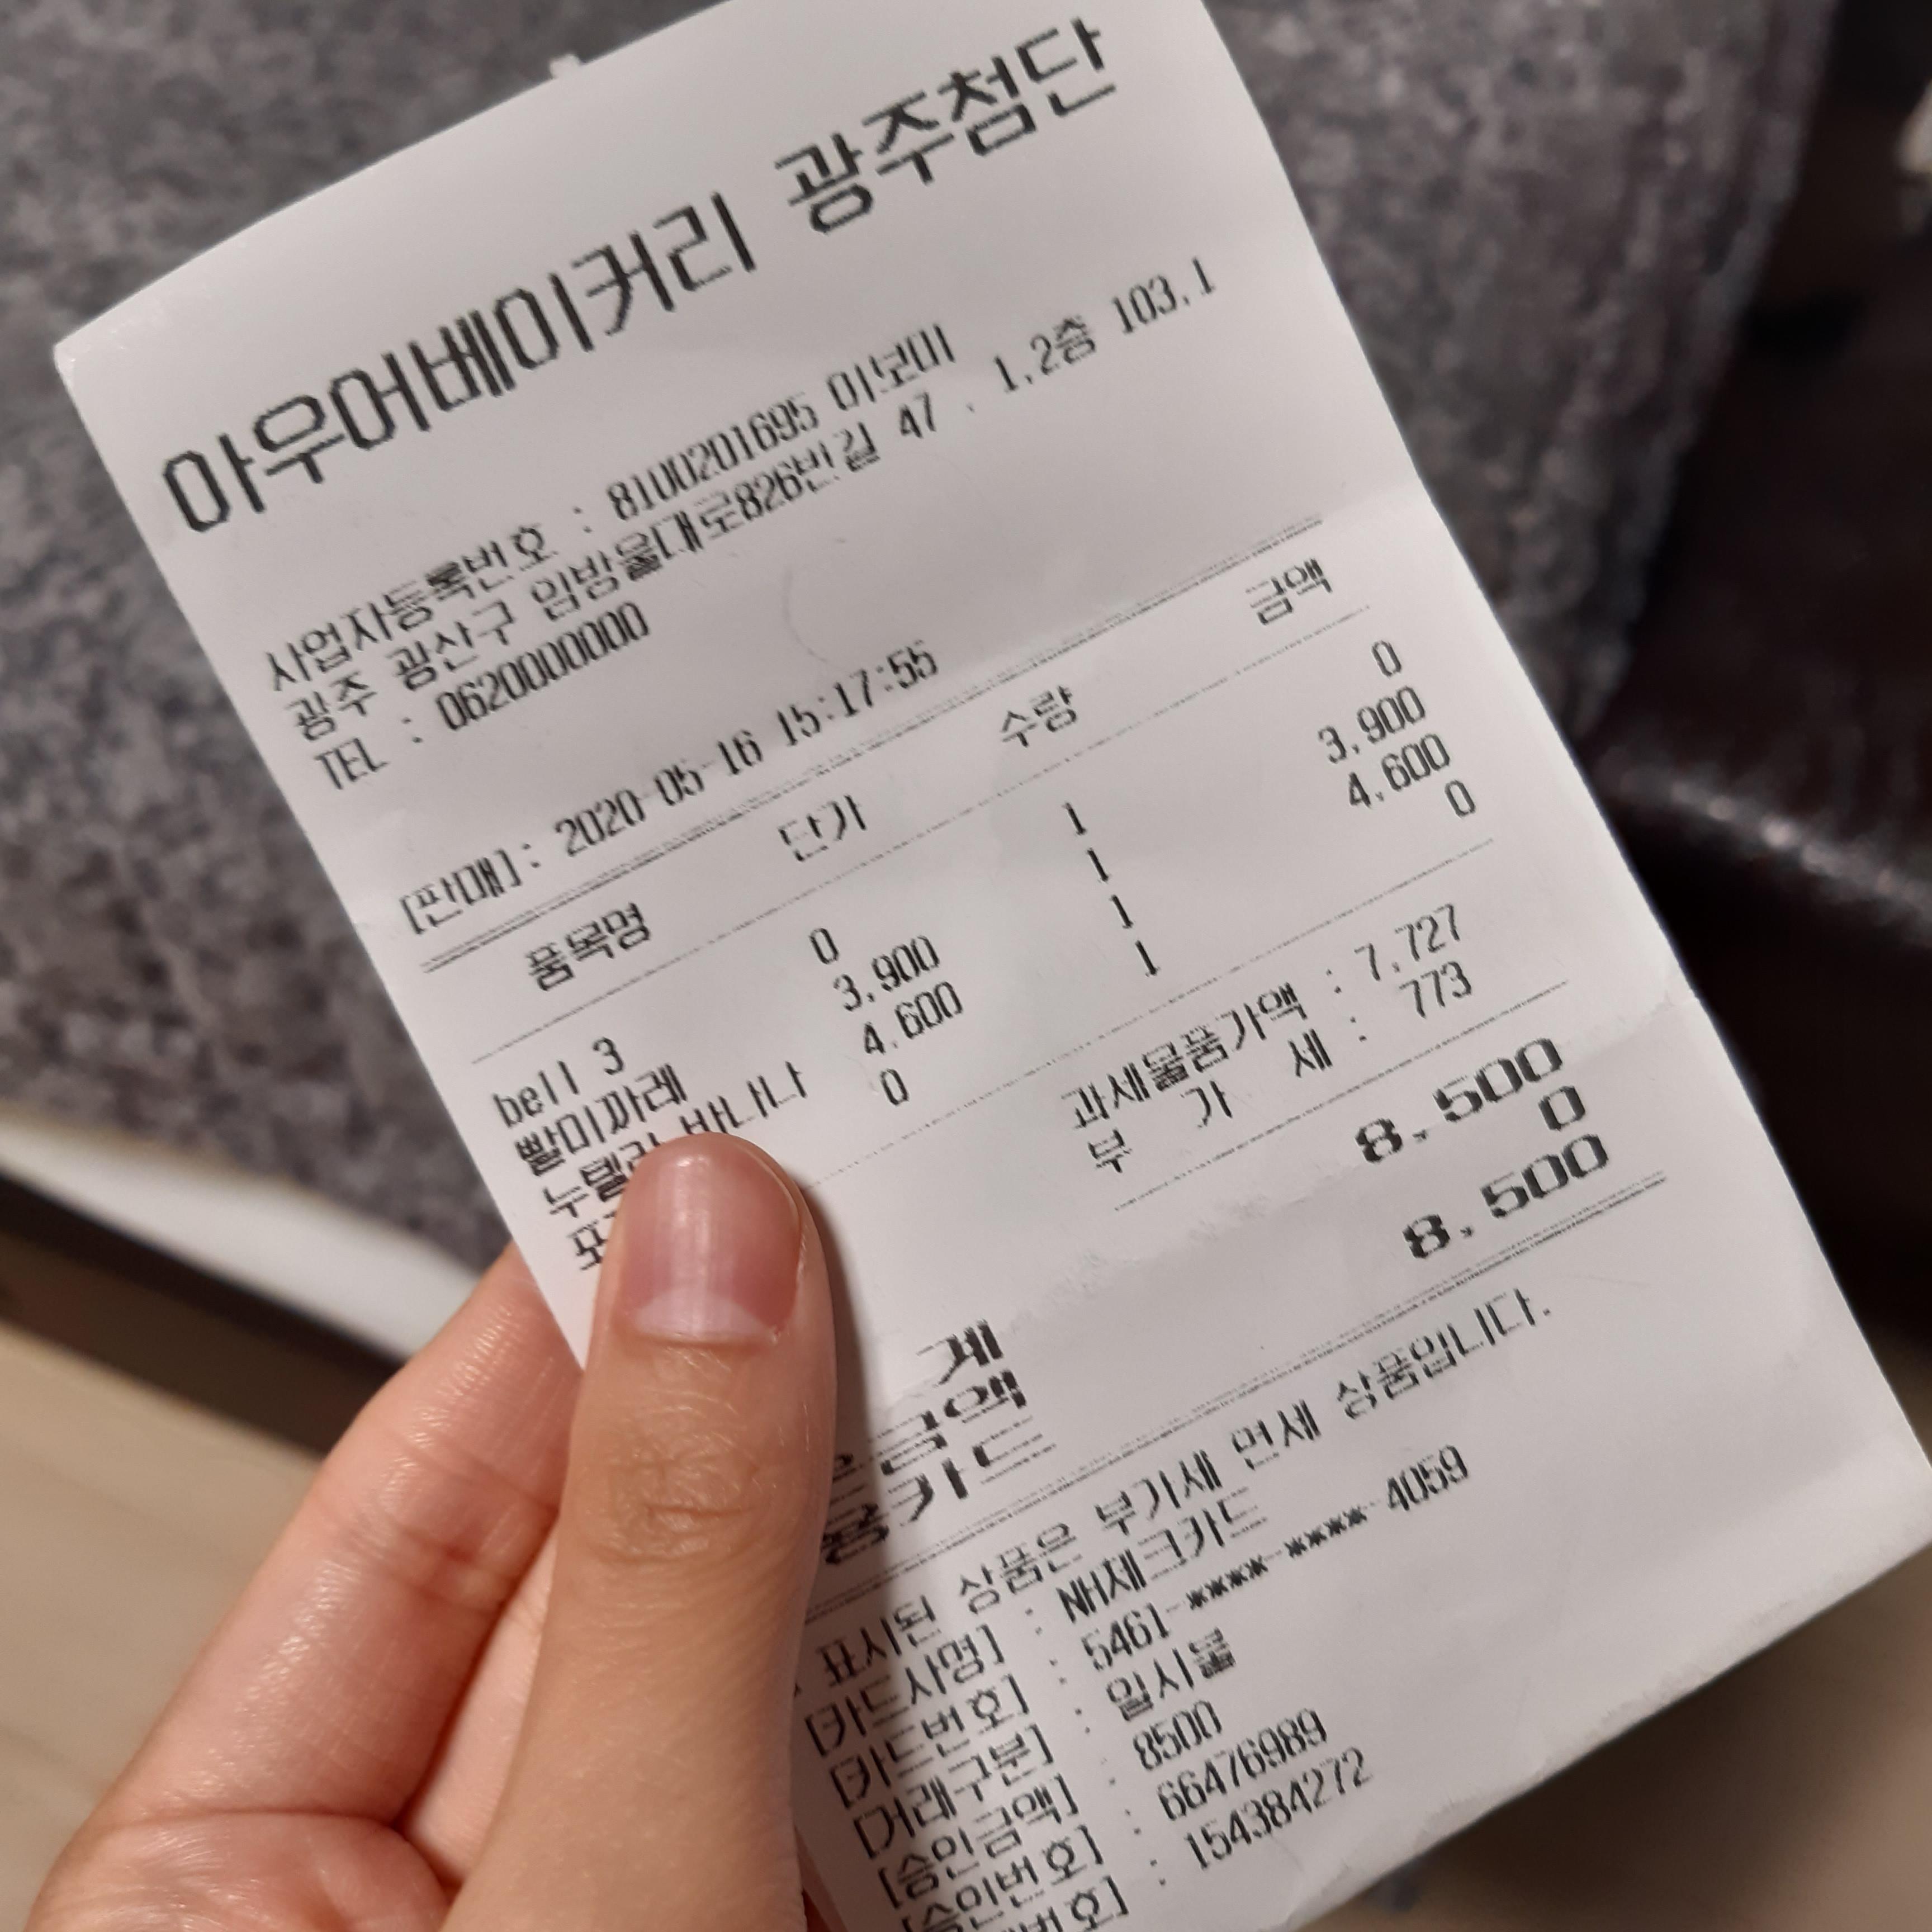 아우어베이커리 광주첨단
사업자등록번호 : 8100201695 이보미
광주 광산구 임방울대로826번길 47 , 1,2층 103,1
TEL : 0620000000
[판매]: 2020-05-16 15:17:55
품목명 단가 수량 금액
bell 3 0 1 0
빨미까레 3,900 1 3,900
누텔라 바나나 4,600 1 4,600
0 1 0
과세물품가액 : 7,727
부 가 세 : 773
계 8,500
금액 0
용카드 8,500
표시된 상품은 부가세 면세 상품입니다.
[카드사명] : NH체크카드
[카드번호] : 5461-****-****-4059
[거래구분] : 일시불
[승인금액] : 8500
[승인번호] : 66476989
번호] : 154384272